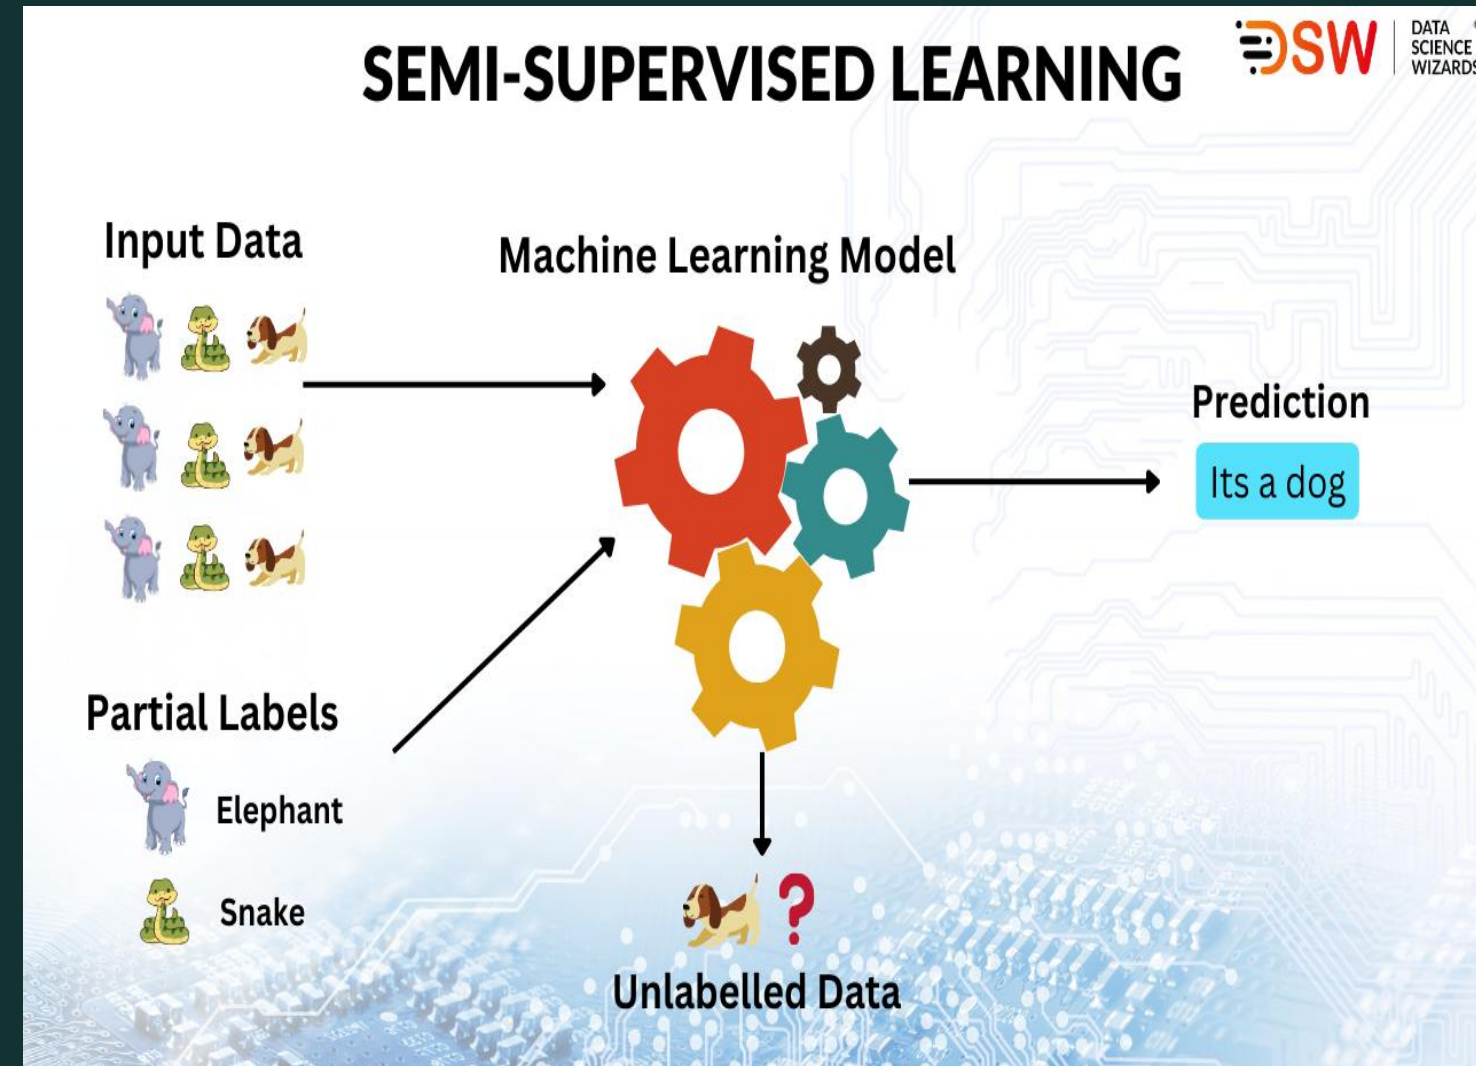 SEMI-SUPERVISED LEARNING
DSW
DATA
SCIENCE
WIZARDS
Input Data
Machine Learning Model
Prediction
Its a dog
Partial Labels
Elephant
Snake
?
Unlabelled Data